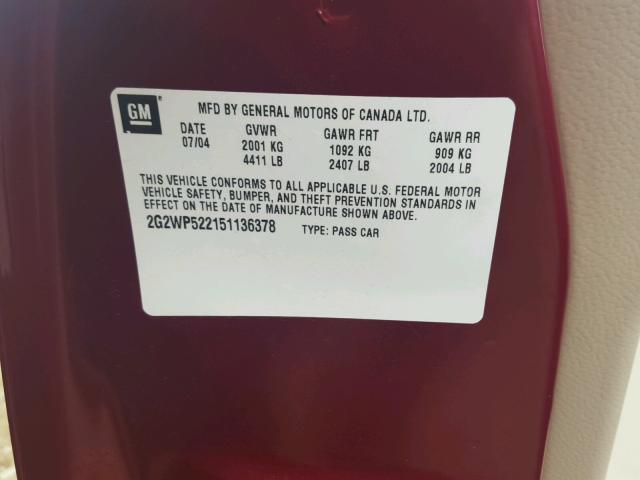 GM
MFD BY GENERAL MOTORS OF CANADA LTD.
DATE GVWR GAWR FRT GAWR RR
07/04 2001 KG 1092 KG 909 KG
4411 LB 2407 LB 2004 LB
THIS VEHICLE CONFORMS TO ALL APPLICABLE U.S. FEDERAL MOTOR
VEHICLE SAFETY, BUMPER, AND THEFT PREVENTION STANDARDS IN
EFFECT ON THE DATE OF MANUFACTURE SHOWN ABOVE.
2G2WP522151136378 TYPE: PASS CAR